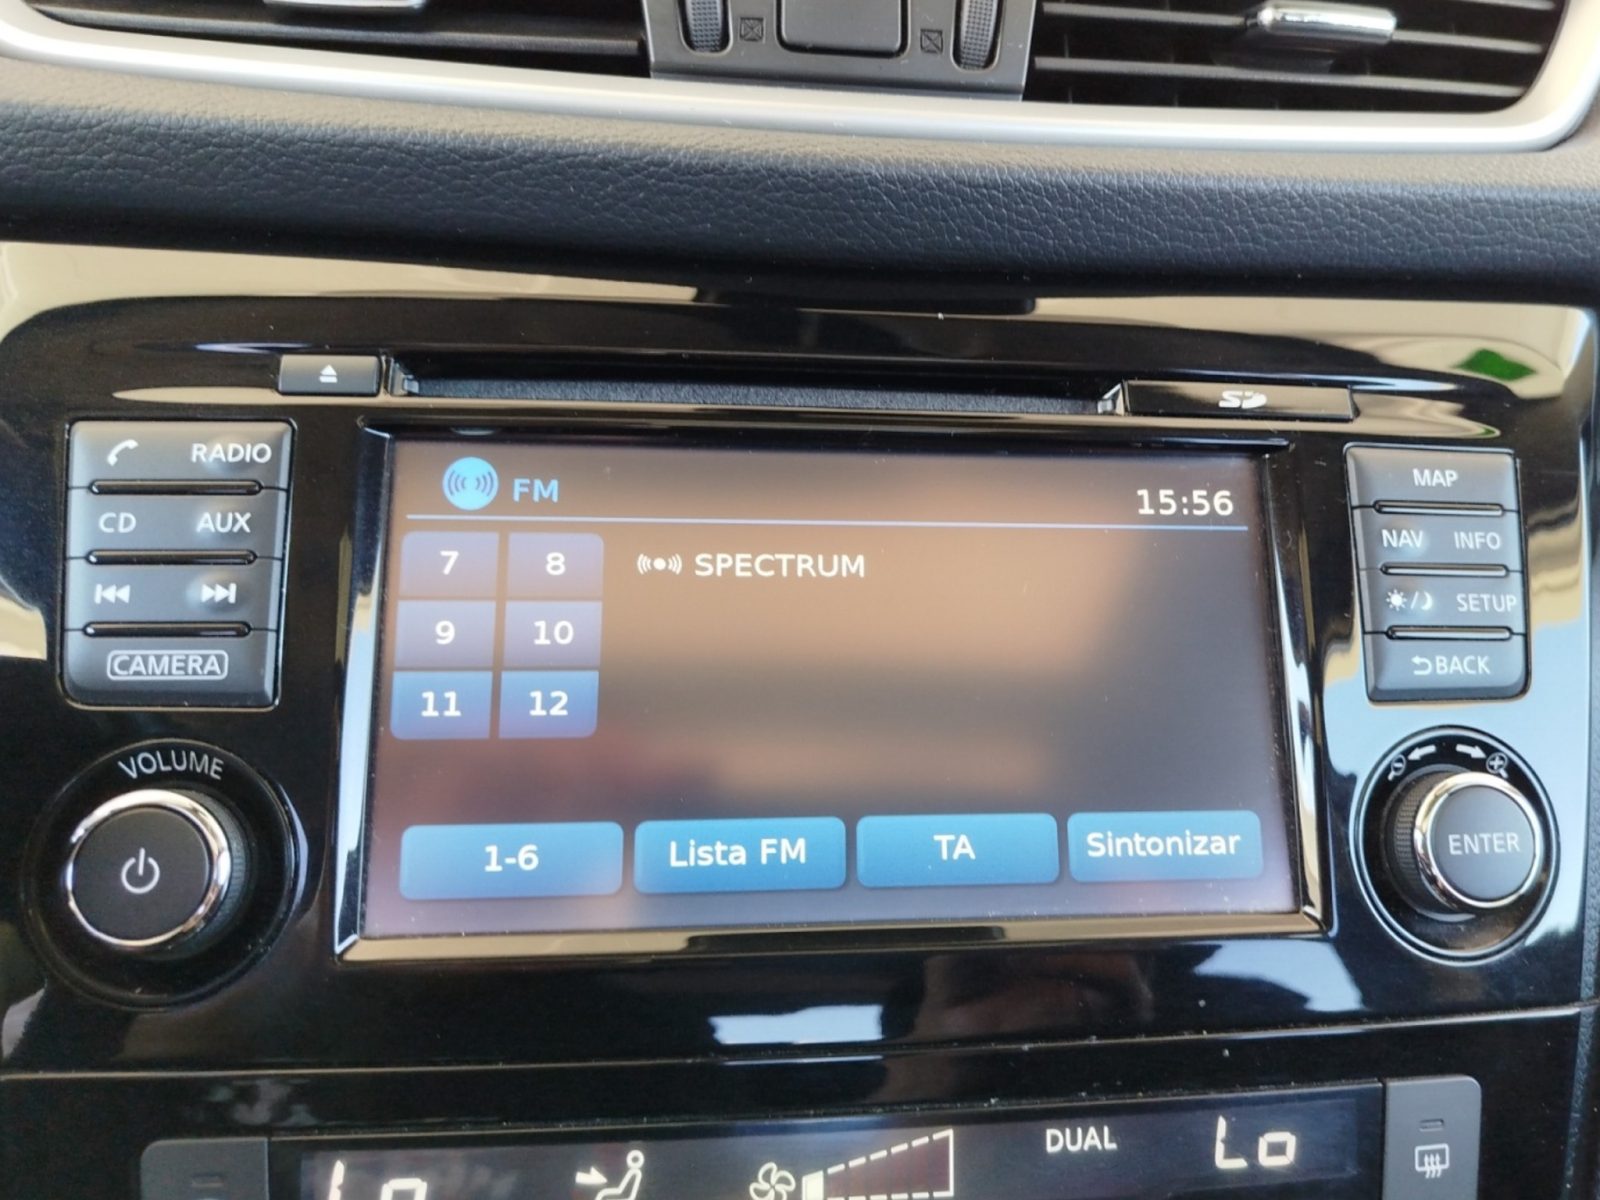 SD
RADIO
CD AUX
CAMERA
VOLUME
FM
15:56
7 8
9 10
11 12
SPECTRUM
1-6 Lista FM TA Sintonizar
MAP
NAV INFO
SETUP
BACK
ENTER
DUAL
Lo Lo